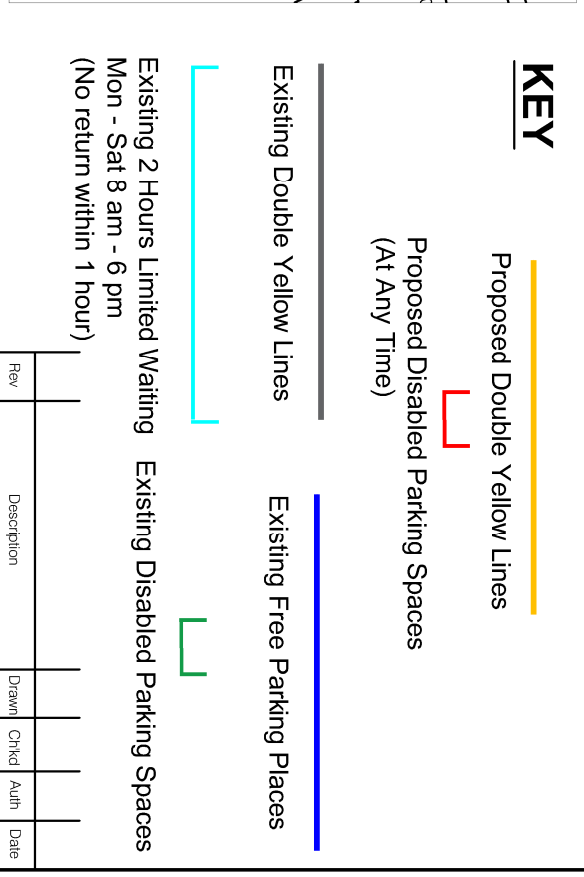 KEY
Proposed Double Yellow Lines
Proposed Disabled Parking Spaces
(At Any Time)
Existing Double Yellow Lines
Existing Free Parking Places
Existing 2 Hours Limited Waiting
Mon - Sat 8 am - 6 pm
(No return within 1 hour)
Existing Disabled Parking Spaces
Rev
Description
Drawn
Ch'kd
Auth
Date